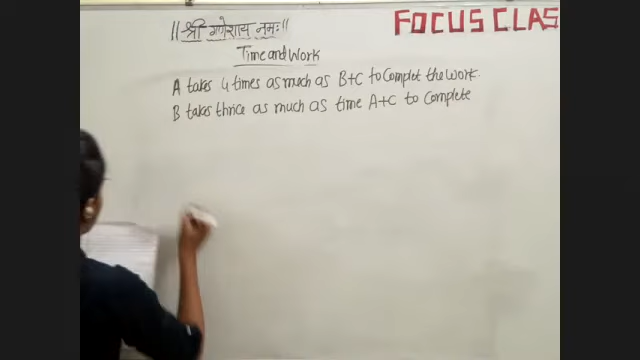 ||श्री गणेशाय नमः||
FOCUS CLAS
Time and Work
A takes 4 times as much as B+C to Complet the Work.
B takes thrice as much as time A+C to Complete